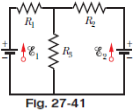 R₁ R₂
+ ℰ₁ R₃ + ℰ₂
− −
Fig. 27-41